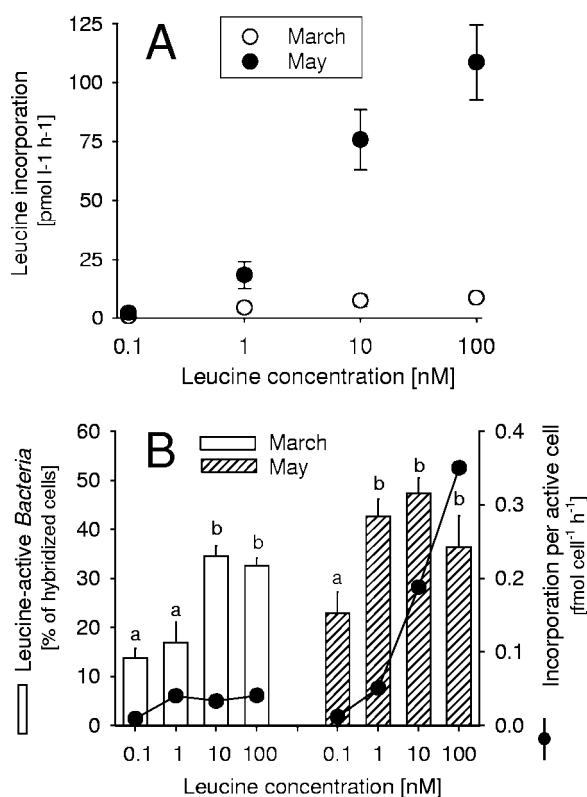 A
March
May
Leucine incorporation
[pmol l-1 h-1]
125
100
75
50
25
0
0.1 1 10 100
Leucine concentration [nM]
B
March
May
Leucine-active Bacteria
[% of hybridized cells]
60
50
40
30
20
10
0
a a b b a b b b
0.4
0.3
0.2
0.1
0.0
Incorporation per active cell
[fmol cell⁻¹ h⁻¹]
0.1 1 10 100 0.1 1 10 100
Leucine concentration [nM]